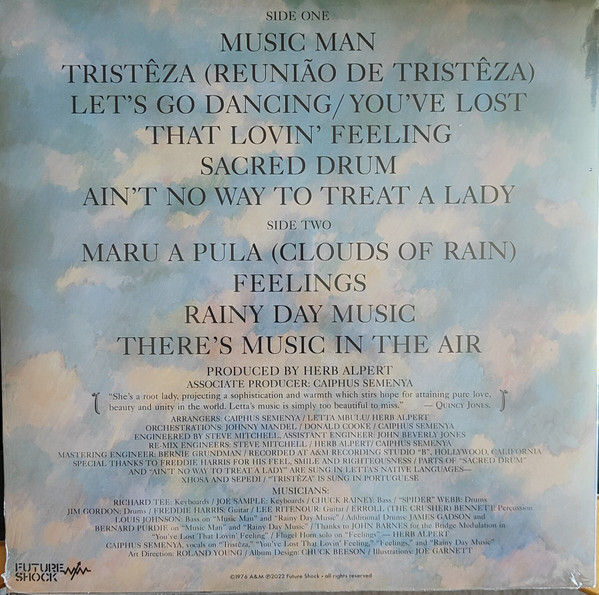 SIDE ONE
MUSIC MAN
TRISTÊZA (REUNIÃO DE TRISTÊZA)
LET'S GO DANCING/YOU'VE LOST
THAT LOVIN' FEELING
SACRED DRUM
AIN'T NO WAY TO TREAT A LADY
SIDE TWO
MARU A PULA (CLOUDS OF RAIN)
FEELINGS
RAINY DAY MUSIC
THERE'S MUSIC IN THE AIR
PRODUCED BY HERB ALPERT
ASSOCIATE PRODUCER: CAIPHUS SEMENYA
"She's a root lady, projecting a sophistication and warmth which stirs hope for attaining pure love,
beauty and unity in the world. Letta's music is simply too beautiful to miss." — QUINCY JONES.
ARRANGERS: CAIPHUS SEMENYA / LETTA MBULU/ HERB ALPERT
ORCHESTRATIONS: JOHNNY MANDEL / DONALD COOKE / CAIPHUS SEMENYA
ENGINEERED BY STEVE MITCHELL, ASSISTANT ENGINEER: JOHN BEVERLY JONES
RE-MIX ENGINEERS: STEVE MITCHELL / HERB ALPERT/ CAIPHUS SEMENYA
MASTERING ENGINEER: BERNIE GRUNDMAN / RECORDED AT A&M RECORDING STUDIO "B", HOLLYWOOD, CALIFORNIA
SPECIAL THANKS TO FREDDIE HARRIS FOR HIS FEEL, SMILE AND RIGHTEOUSNESS / PARTS OF "SACRED DRUM"
AND "AIN'T NO WAY TO TREAT A LADY" ARE SUNG IN LETTA'S NATIVE LANGUAGES—
XHOSA AND SEPEDI / "TRISTÊZA" IS SUNG IN PORTUGUESE
MUSICIANS:
RICHARD TEE: Keyboards / JOE SAMPLE: Keyboards / CHUCK RAINEY: Bass / "SPIDER" WEBB: Drums
JIM GORDON: Drums / FREDDIE HARRIS: Guitar / LEE RITENOUR: Guitar / ERROLL (THE CRUSHER) BENNETT Percussion
LOUIS JOHNSON: Bass on "Music Man" and "Rainy Day Music" / Additional Drums: JAMES GADSON and
BERNARD PURDIE on "Music Man" and "Rainy Day Music" / Thanks to JOHN BARNES for the Bridge Modulation in
"You've Lost That Lovin' Feeling" / Flugel Horn solo on "Feelings" — HERB ALPERT
CAIPHUS SEMENYA, vocals on "Tristêza," "You've Lost That Lovin' Feeling," "Feelings," and "Rainy Day Music"
Art Direction: ROLAND YOUNG / Album Design: CHUCK BEESON / Illustrations: JOE GARNETT
FUTURE
SHOCK
©1976 A&M ℗2022 Future Shock - all rights reserved